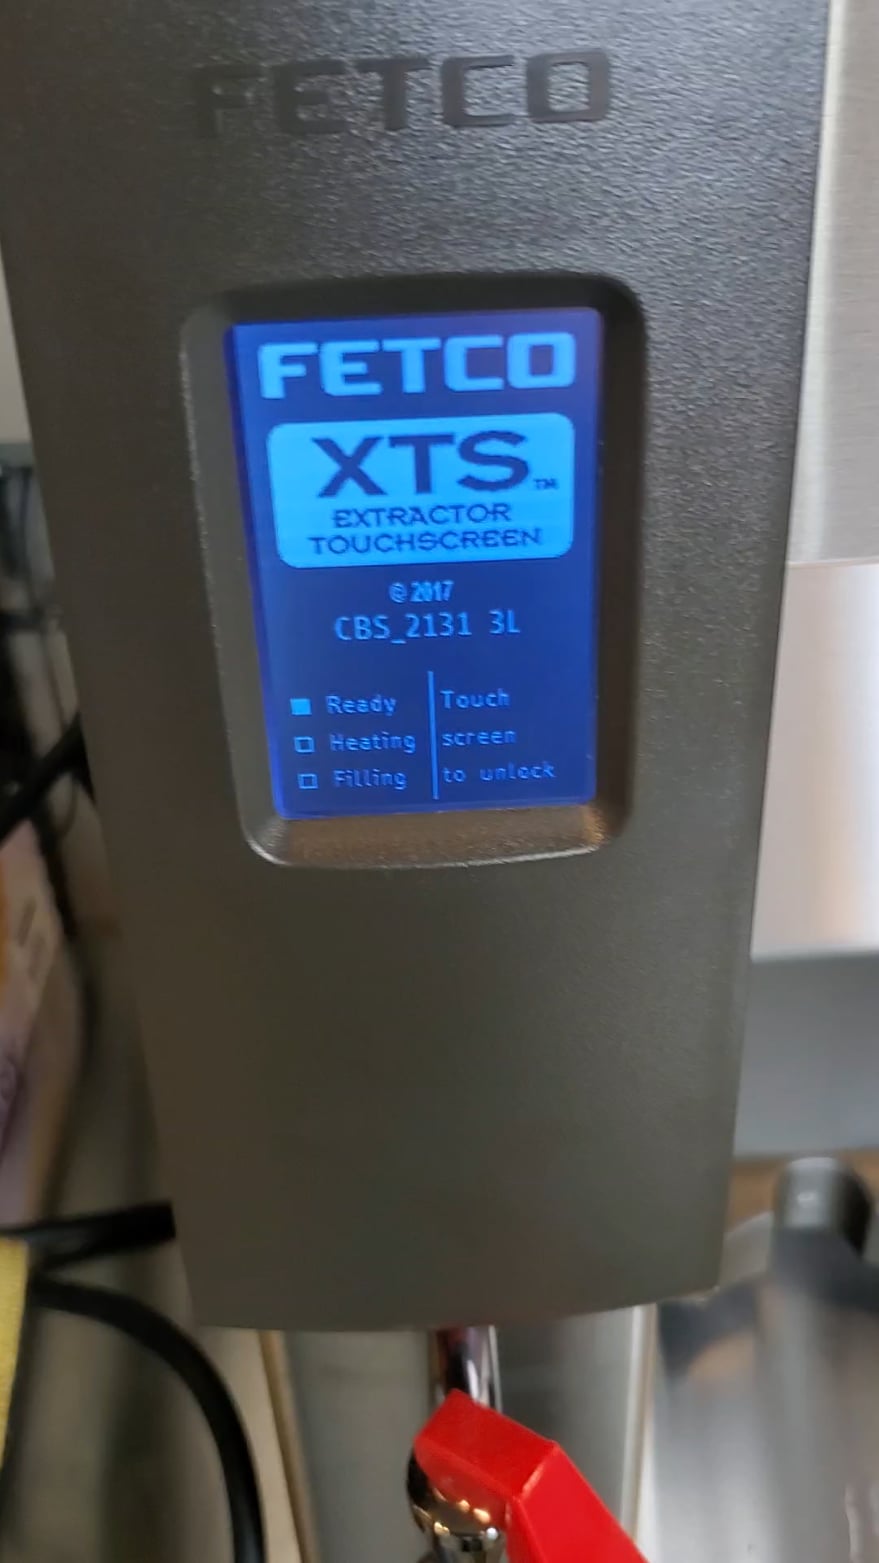 FETCO
FETCO
XTS™
EXTRACTOR
TOUCHSCREEN
© 2017
CBS_2131 3L
Ready
Heating
Filling
Touch
screen
to unlock